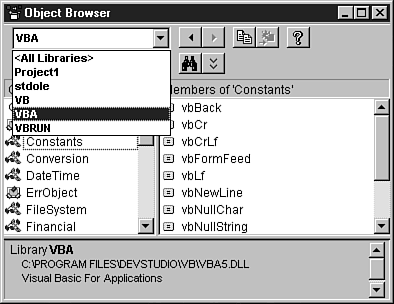 Object Browser
VBA
<All Libraries>
Project1
stdole
VB
VBA
VBRUN
Members of 'Constants'
Constants
Conversion
DateTime
ErrObject
FileSystem
Financial
vbBack
vbCr
vbCrLf
vbFormFeed
vbLf
vbNewLine
vbNullChar
vbNullString
Library VBA
C:\PROGRAM FILES\DEVSTUDIO\VB\VBA5.DLL
Visual Basic For Applications